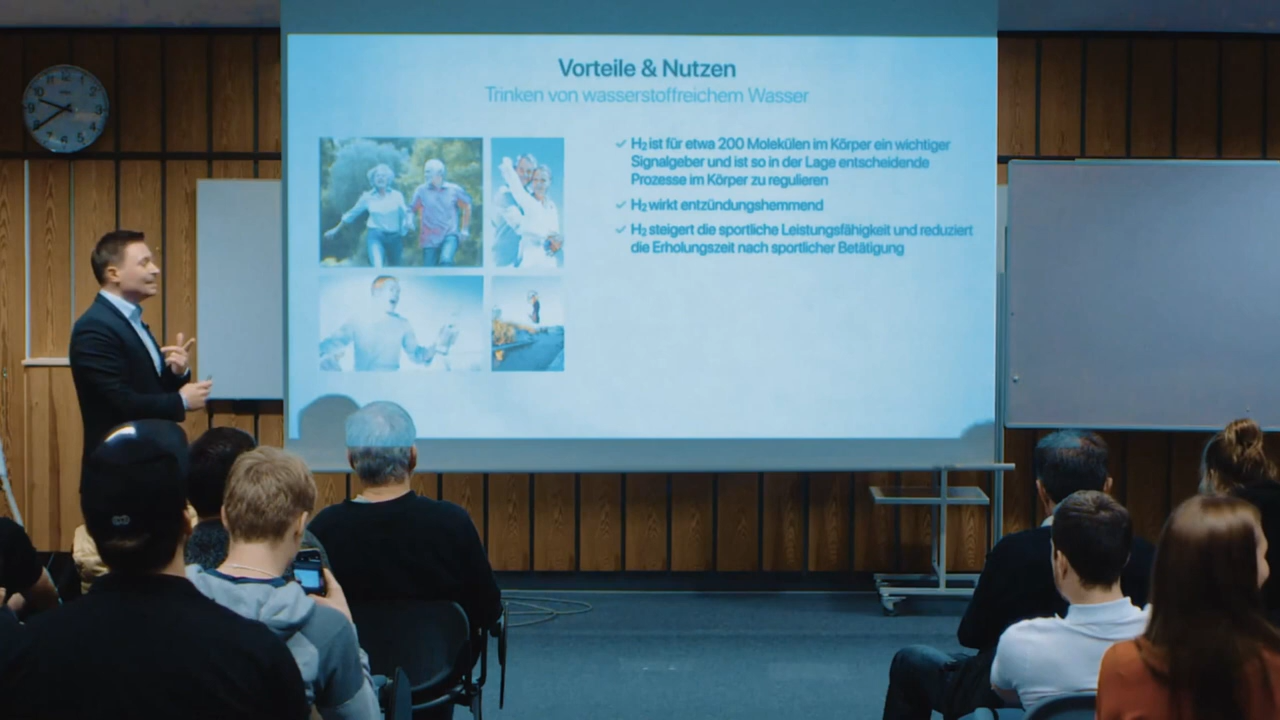 Vorteile & Nutzen
Trinken von wasserstoffreichem Wasser
H₂ ist für etwa 200 Molekülen im Körper ein wichtiger
Signalgeber und ist so in der Lage entscheidende
Prozesse im Körper zu regulieren
H₂ wirkt entzündungshemmend
H₂ steigert die sportliche Leistungsfähigkeit und reduziert
die Erholungszeit nach sportlicher Betätigung